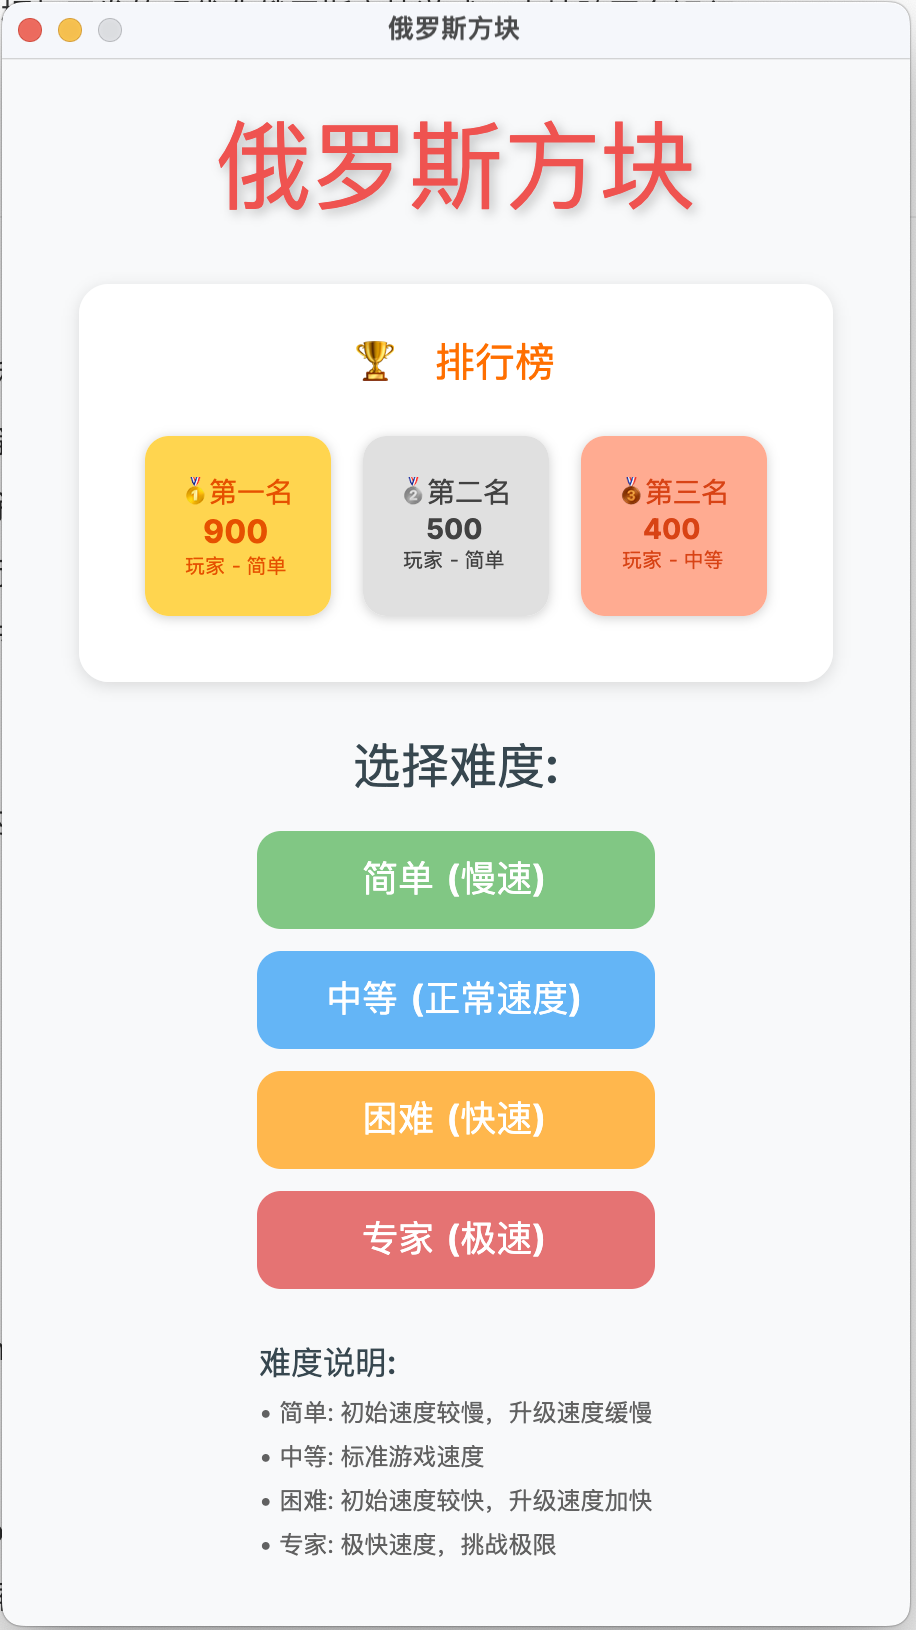 俄罗斯方块
俄罗斯方块
🏆 排行榜
🥇第一名
900
玩家 - 简单
🥈第二名
500
玩家 - 简单
🥉第三名
400
玩家 - 中等
选择难度:
简单 (慢速)
中等 (正常速度)
困难 (快速)
专家 (极速)
难度说明:
• 简单: 初始速度较慢，升级速度缓慢
• 中等: 标准游戏速度
• 困难: 初始速度较快，升级速度加快
• 专家: 极快速度，挑战极限